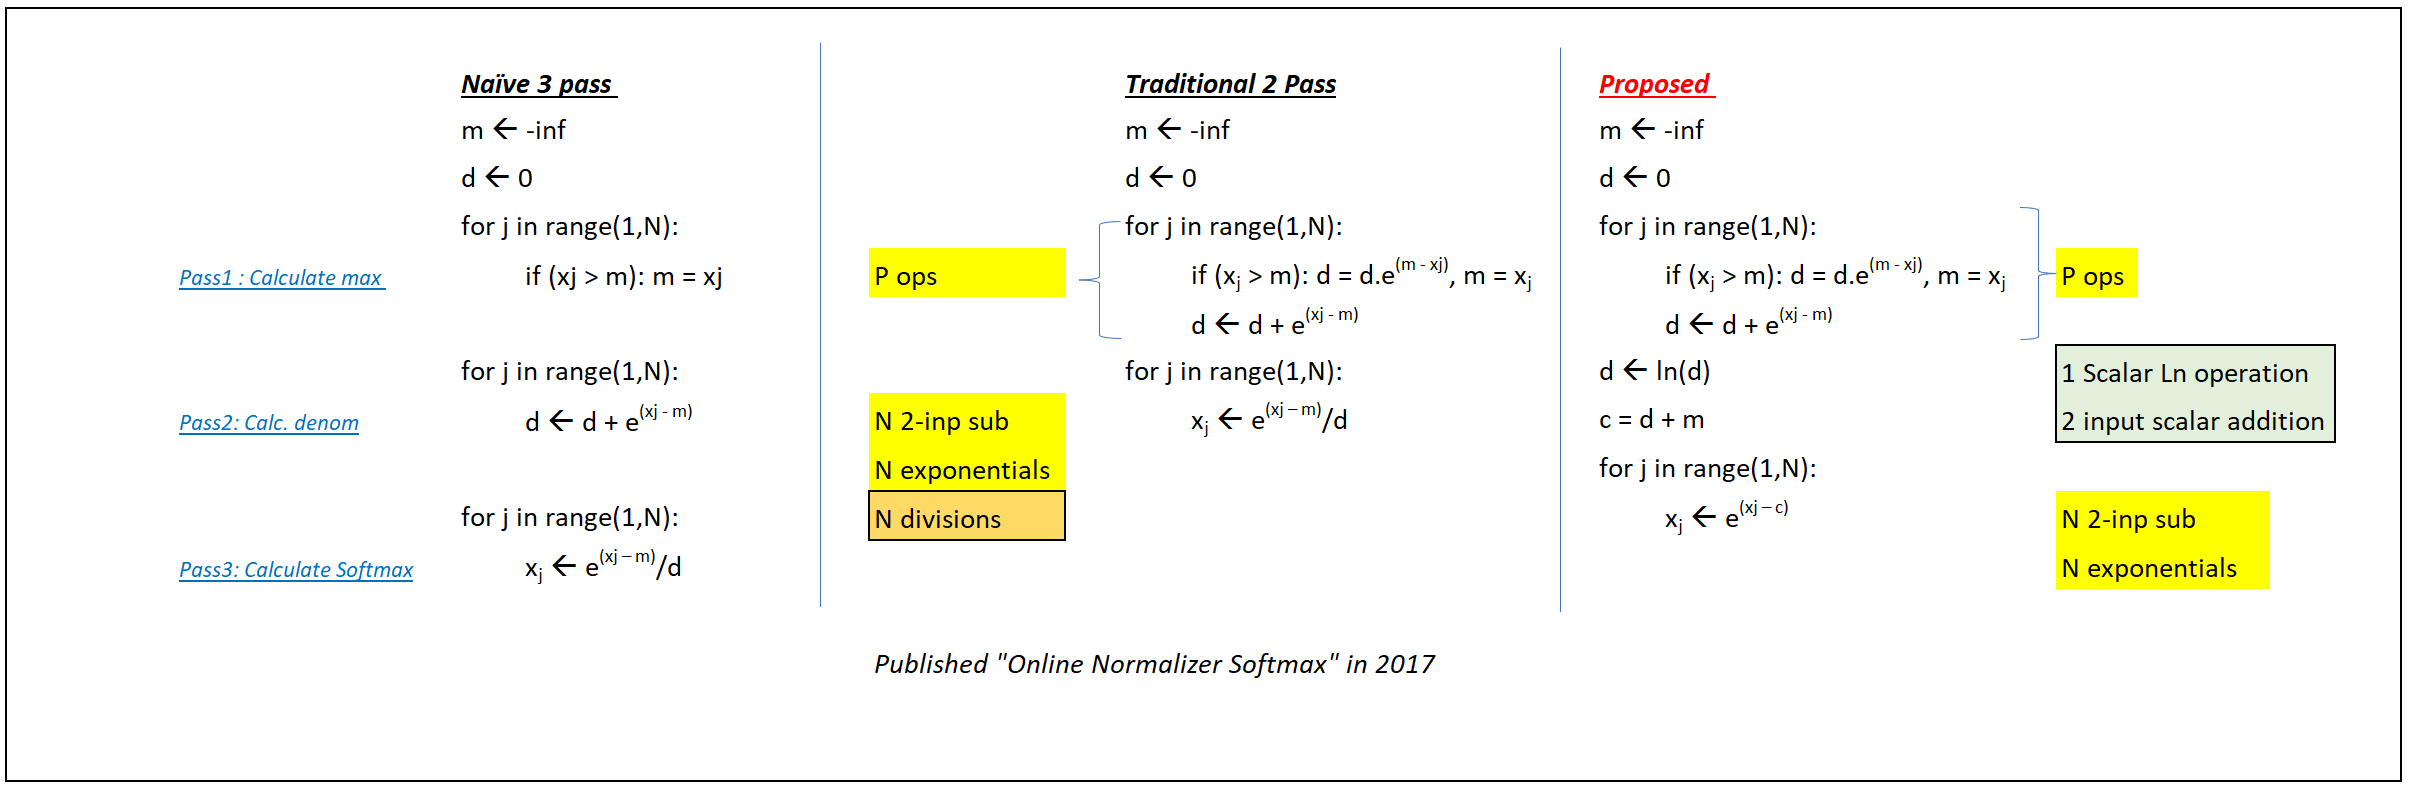 Naïve 3 pass
m ← -inf
d ← 0
for j in range(1,N):
Pass1 : Calculate max
if (xj > m): m = xj
for j in range(1,N):
Pass2: Calc. denom
d ← d + e^(xj - m)
for j in range(1,N):
Pass3: Calculate Softmax
xj ← e^(xj – m)/d
Traditional 2 Pass
m ← -inf
d ← 0
for j in range(1,N):
P ops
if (xj > m): d = d.e^(m - xj), m = xj
d ← d + e^(xj - m)
for j in range(1,N):
N 2-inp sub
xj ← e^(xj – m)/d
N exponentials
N divisions
Proposed
m ← -inf
d ← 0
for j in range(1,N):
if (xj > m): d = d.e^(m - xj), m = xj
P ops
d ← d + e^(xj - m)
d ← ln(d)
1 Scalar Ln operation
c = d + m
2 input scalar addition
for j in range(1,N):
xj ← e^(xj – c)
N 2-inp sub
N exponentials
Published "Online Normalizer Softmax" in 2017